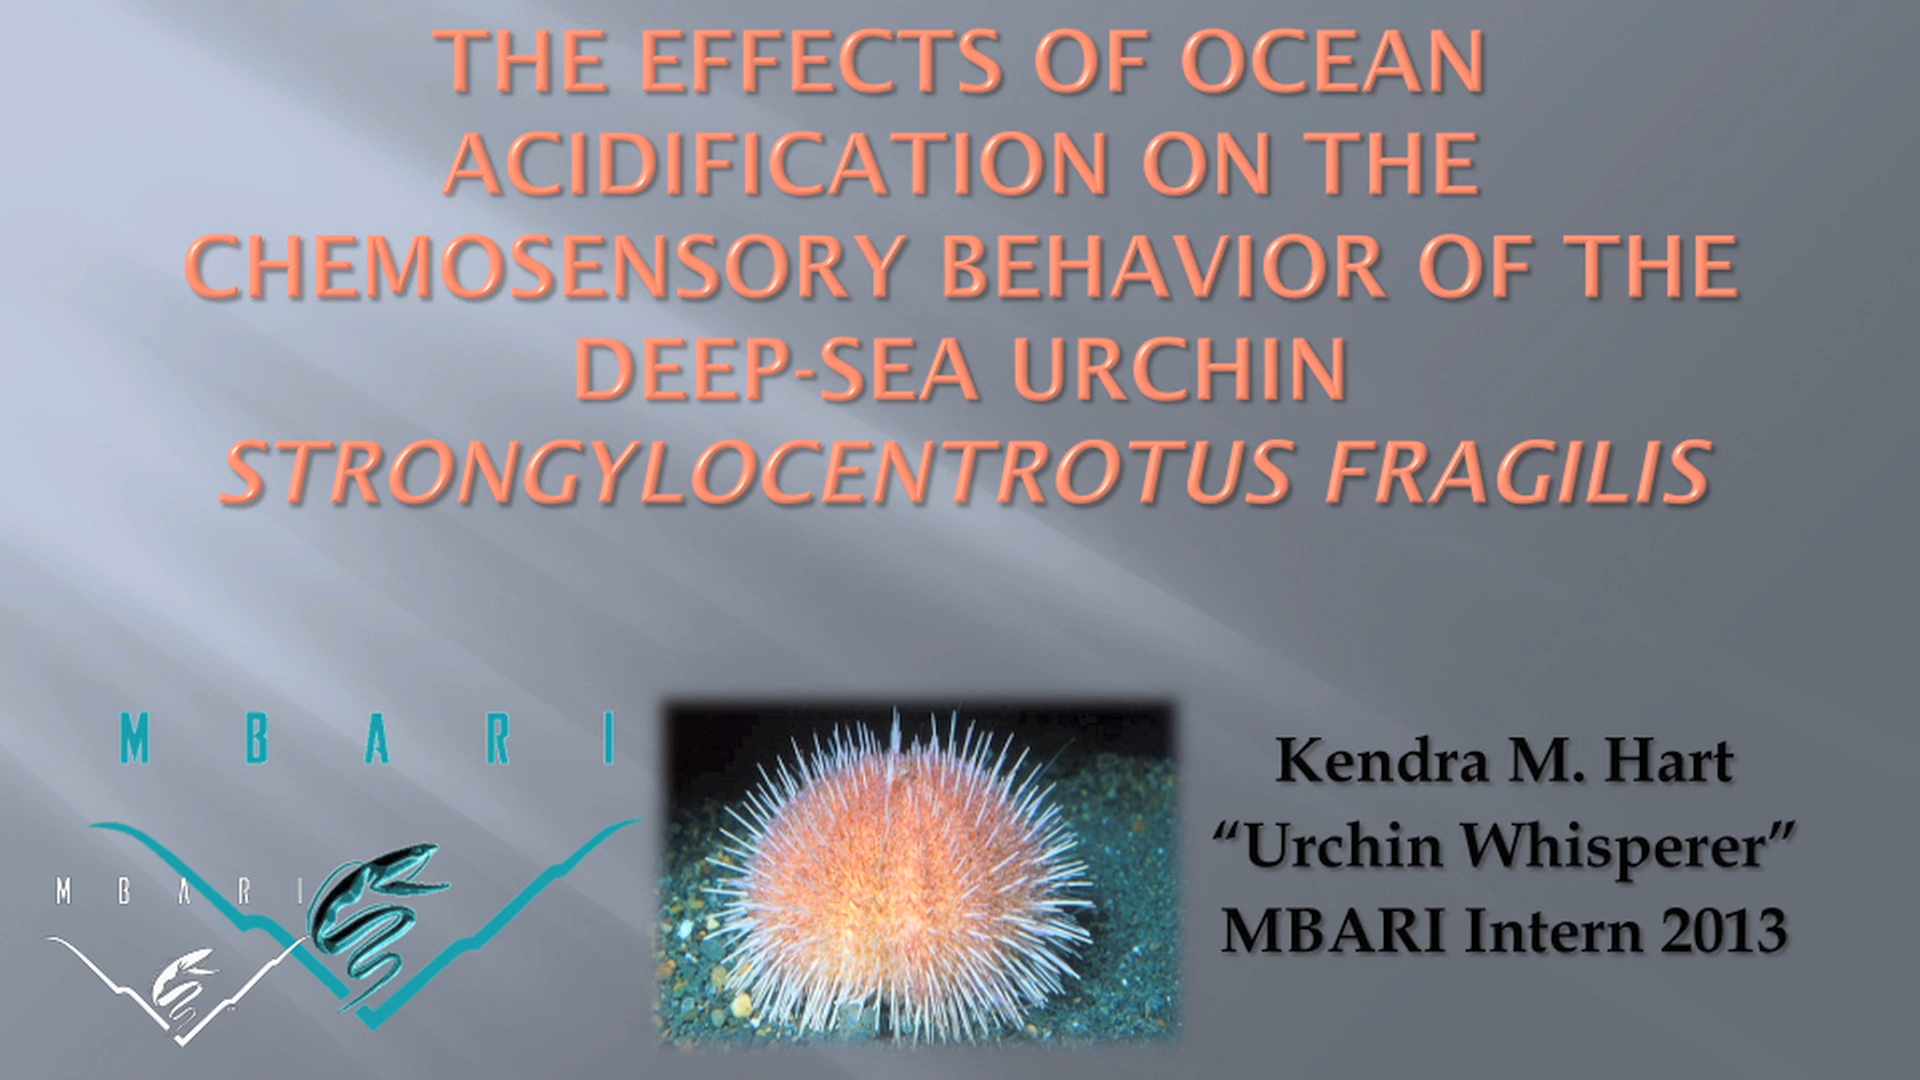 THE EFFECTS OF OCEAN
ACIDIFICATION ON THE
CHEMOSENSORY BEHAVIOR OF THE
DEEP-SEA URCHIN
STRONGYLOCENTROTUS FRAGILIS
MBARI
MBARI
Kendra M. Hart
“Urchin Whisperer”
MBARI Intern 2013